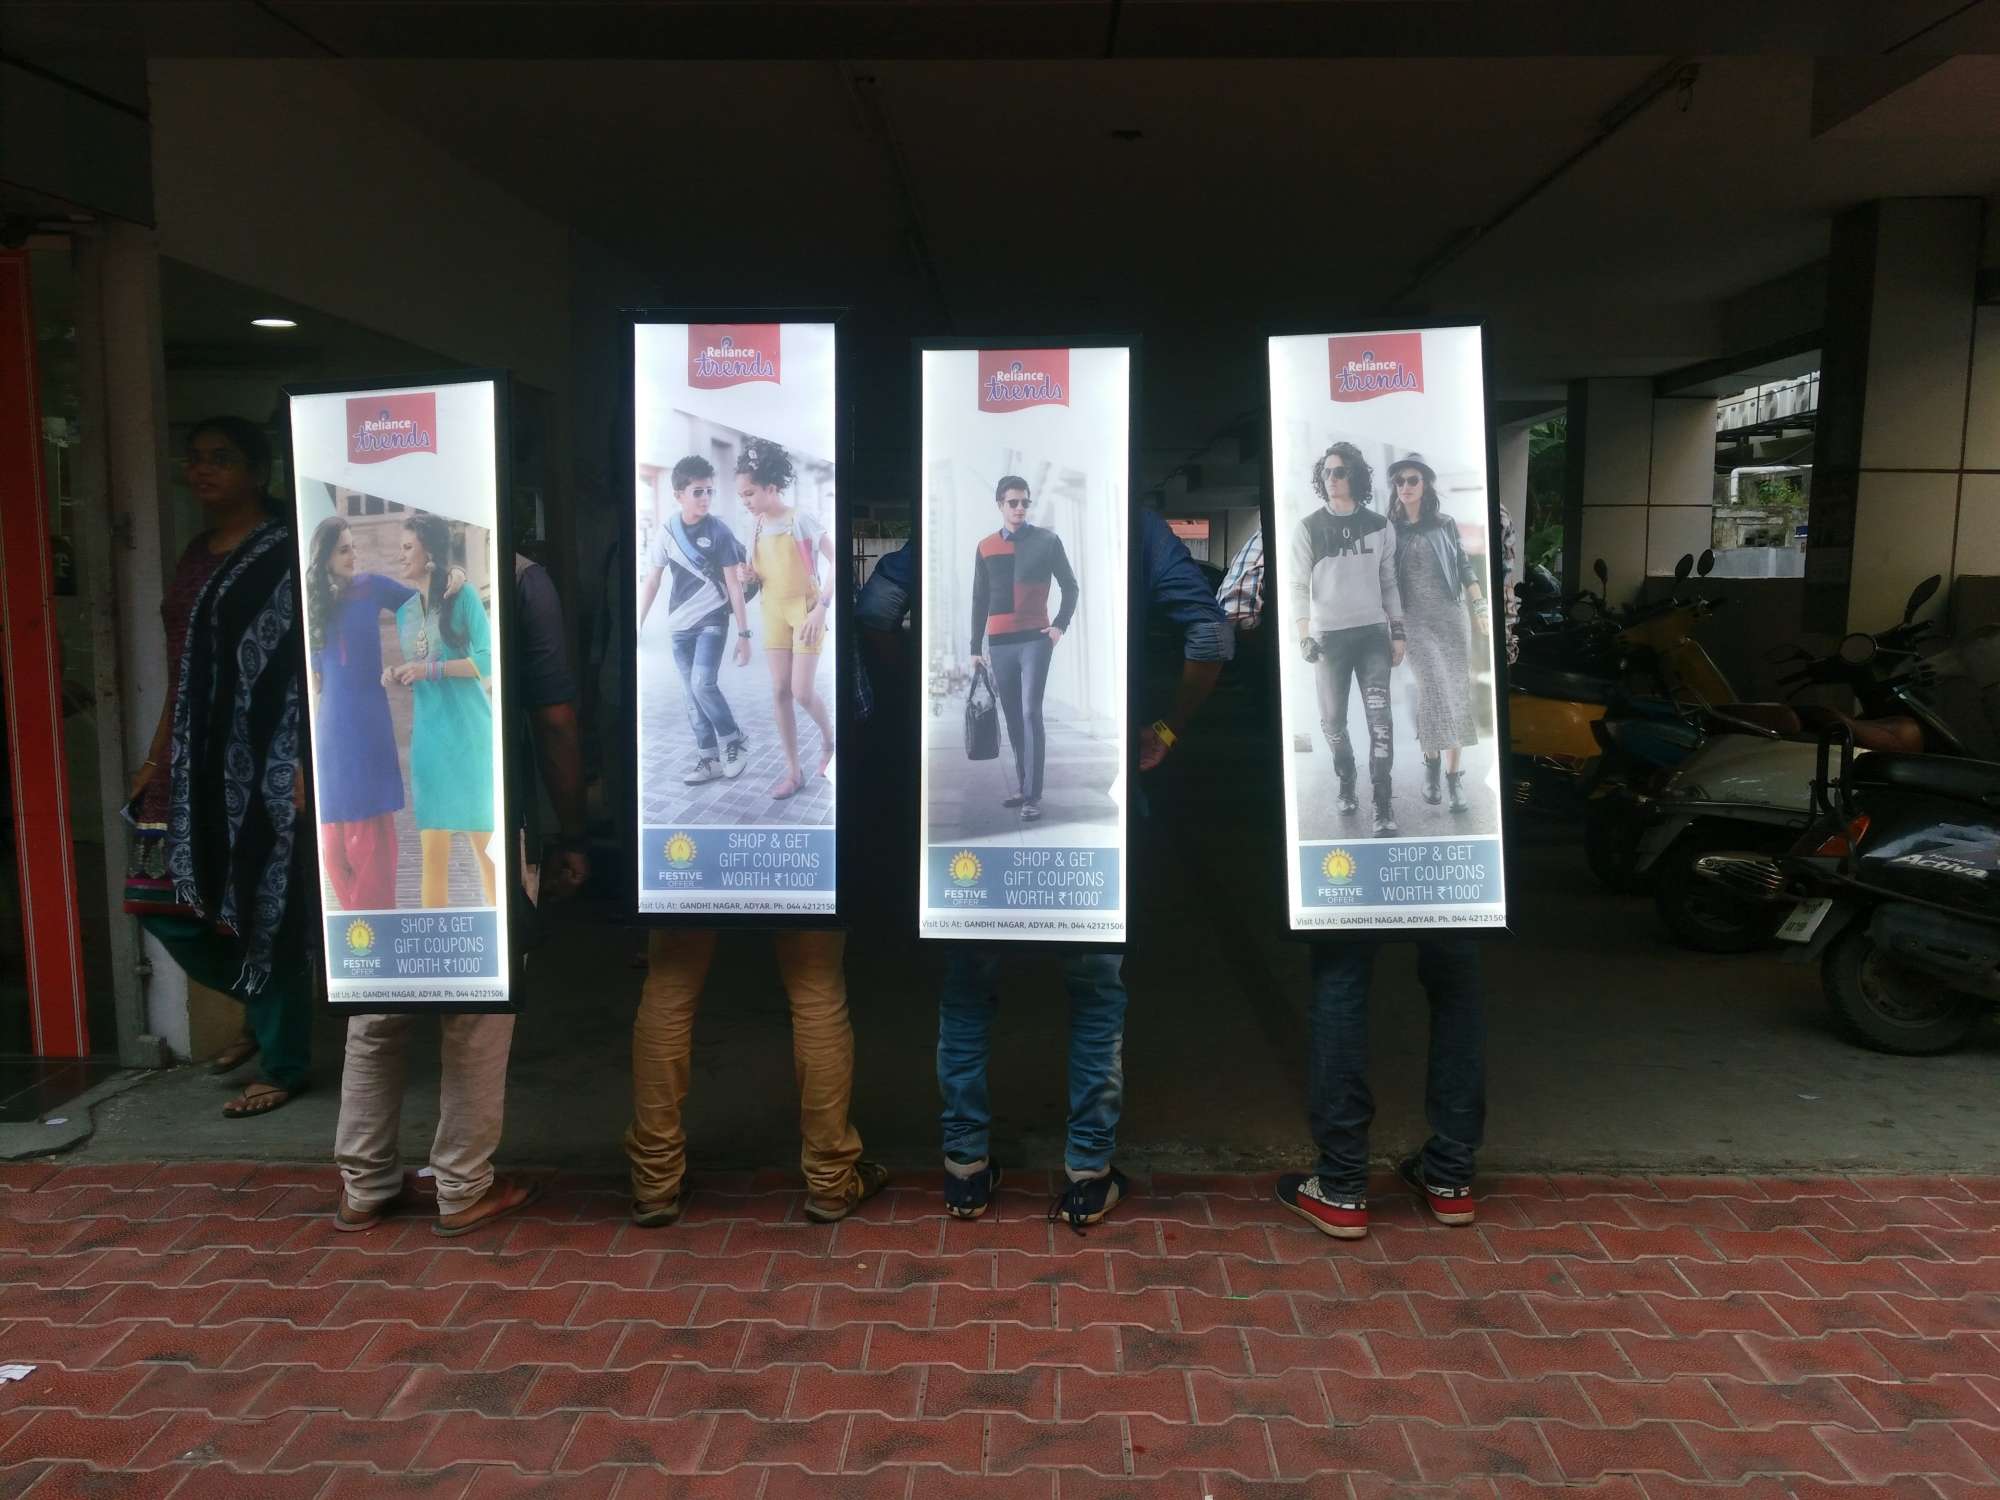 Reliance
trends
FESTIVE
OFFER
SHOP & GET
GIFT COUPONS
WORTH ₹1000*
Visit Us At: GANDHI NAGAR, ADYAR. Ph. 044 42121506
Reliance
trends
FESTIVE
OFFER
SHOP & GET
GIFT COUPONS
WORTH ₹1000*
Visit Us At: GANDHI NAGAR, ADYAR. Ph. 044 4212150
Reliance
trends
FESTIVE
OFFER
SHOP & GET
GIFT COUPONS
WORTH ₹1000*
Visit Us At: GANDHI NAGAR, ADYAR. Ph. 044 42121506
Reliance
trends
FESTIVE
OFFER
SHOP & GET
GIFT COUPONS
WORTH ₹1000*
Visit Us At: GANDHI NAGAR, ADYAR. Ph. 044 4212150
Activa